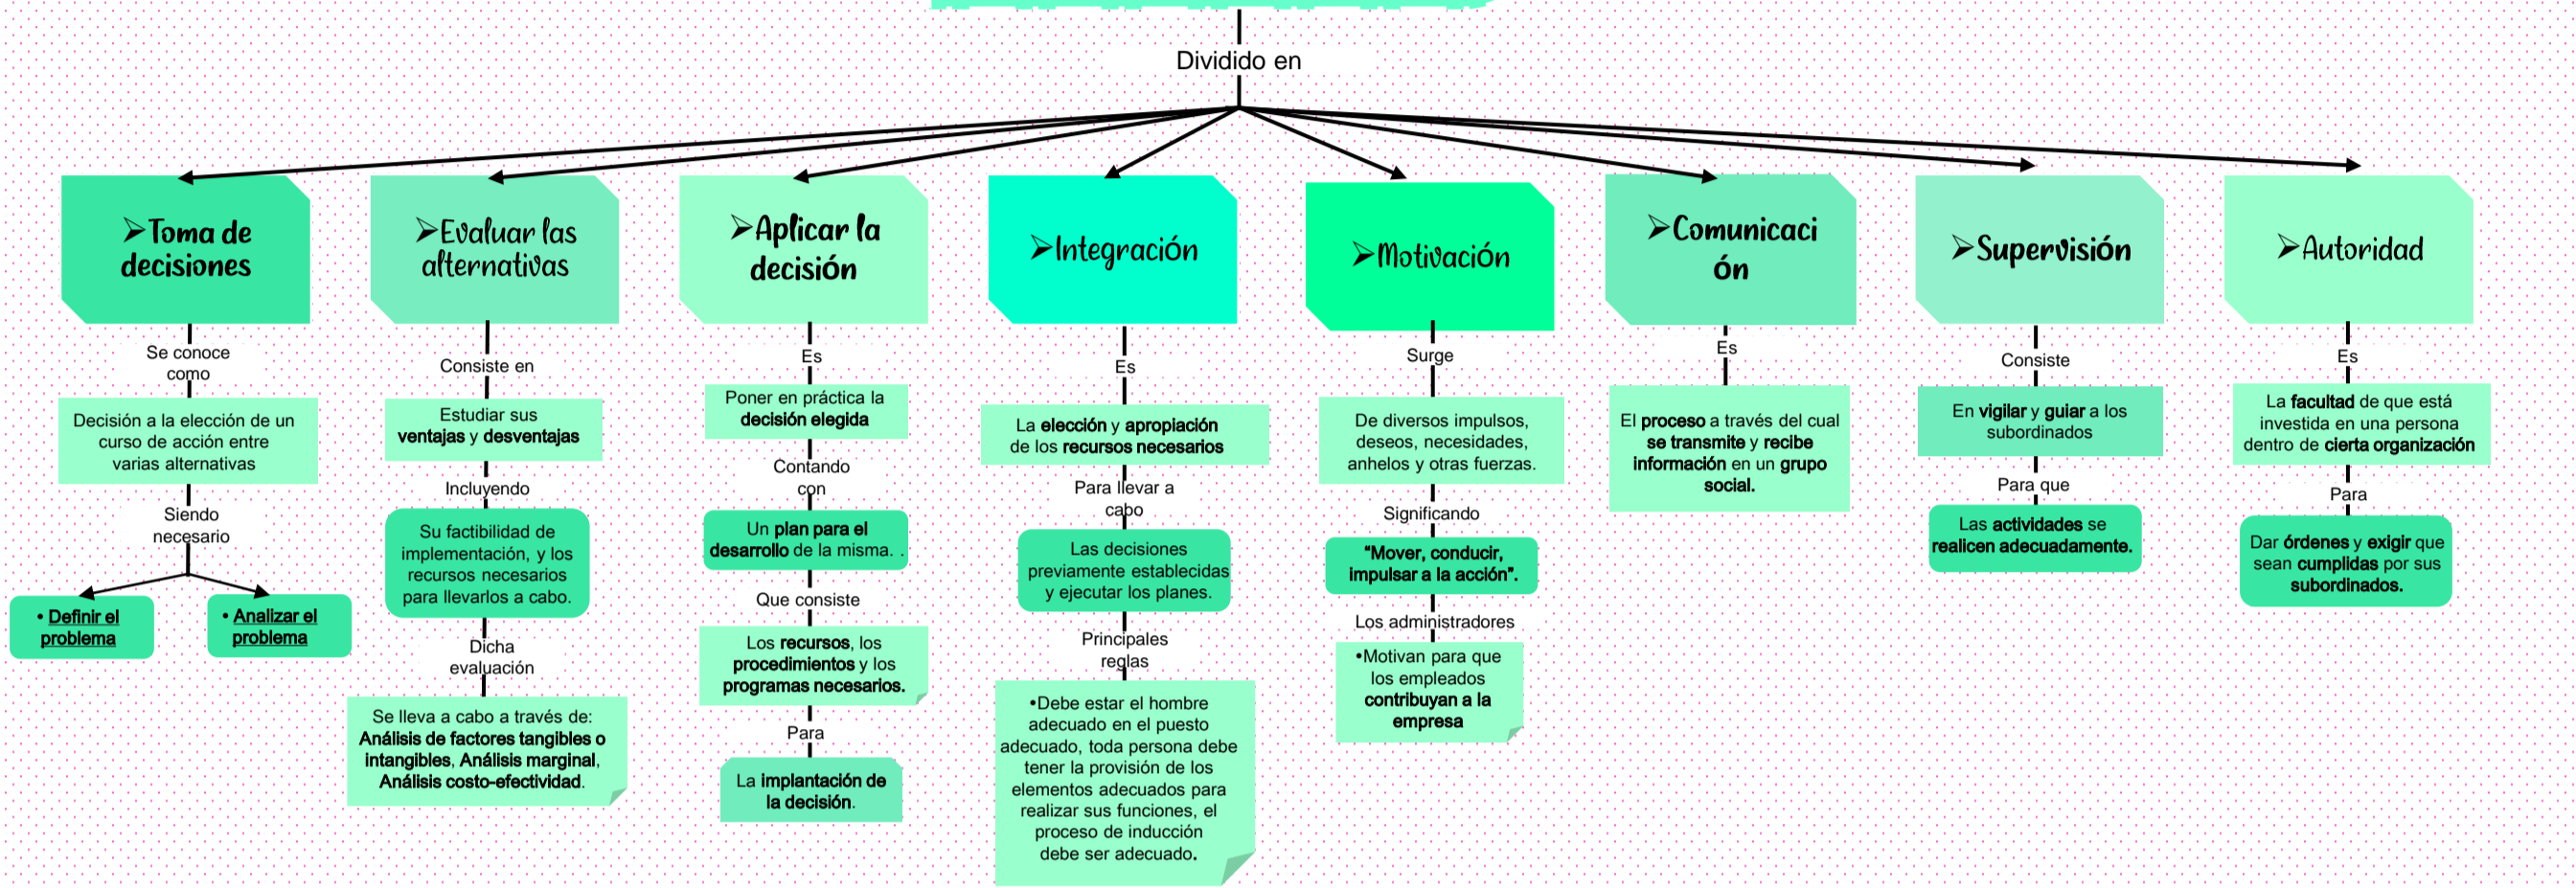 Dividido en
➢Toma de
decisiones
Se conoce
como
Decisión a la elección de un
curso de acción entre
varias alternativas
Siendo
necesario
• Definir el
problema
• Analizar el
problema
➢Evaluar las
alternativas
Consiste en
Estudiar sus
ventajas y desventajas
Incluyendo
Su factibilidad de
implementación, y los
recursos necesarios
para llevarlos a cabo.
Dicha
evaluación
Se lleva a cabo a través de:
Análisis de factores tangibles o
intangibles, Análisis marginal,
Análisis costo-efectividad.
➢Aplicar la
decisión
Es
Poner en práctica la
decisión elegida
Contando
con
Un plan para el
desarrollo de la misma. .
Que consiste
Los recursos, los
procedimientos y los
programas necesarios.
Para
La implantación de
la decisión.
➢Integración
Es
La elección y apropiación
de los recursos necesarios
Para llevar a
cabo
Las decisiones
previamente establecidas
y ejecutar los planes.
Principales
reglas
•Debe estar el hombre
adecuado en el puesto
adecuado, toda persona debe
tener la provisión de los
elementos adecuados para
realizar sus funciones, el
proceso de inducción
debe ser adecuado.
➢Motivación
Surge
De diversos impulsos,
deseos, necesidades,
anhelos y otras fuerzas.
Significando
“Mover, conducir,
impulsar a la acción”.
Los administradores
•Motivan para que
los empleados
contribuyan a la
empresa
➢Comunicaci
ón
Es
El proceso a través del cual
se transmite y recibe
información en un grupo
social.
➢Supervisión
Consiste
En vigilar y guiar a los
subordinados
Para que
Las actividades se
realicen adecuadamente.
➢Autoridad
Es
La facultad de que está
investida en una persona
dentro de cierta organización
Para
Dar órdenes y exigir que
sean cumplidas por sus
subordinados.